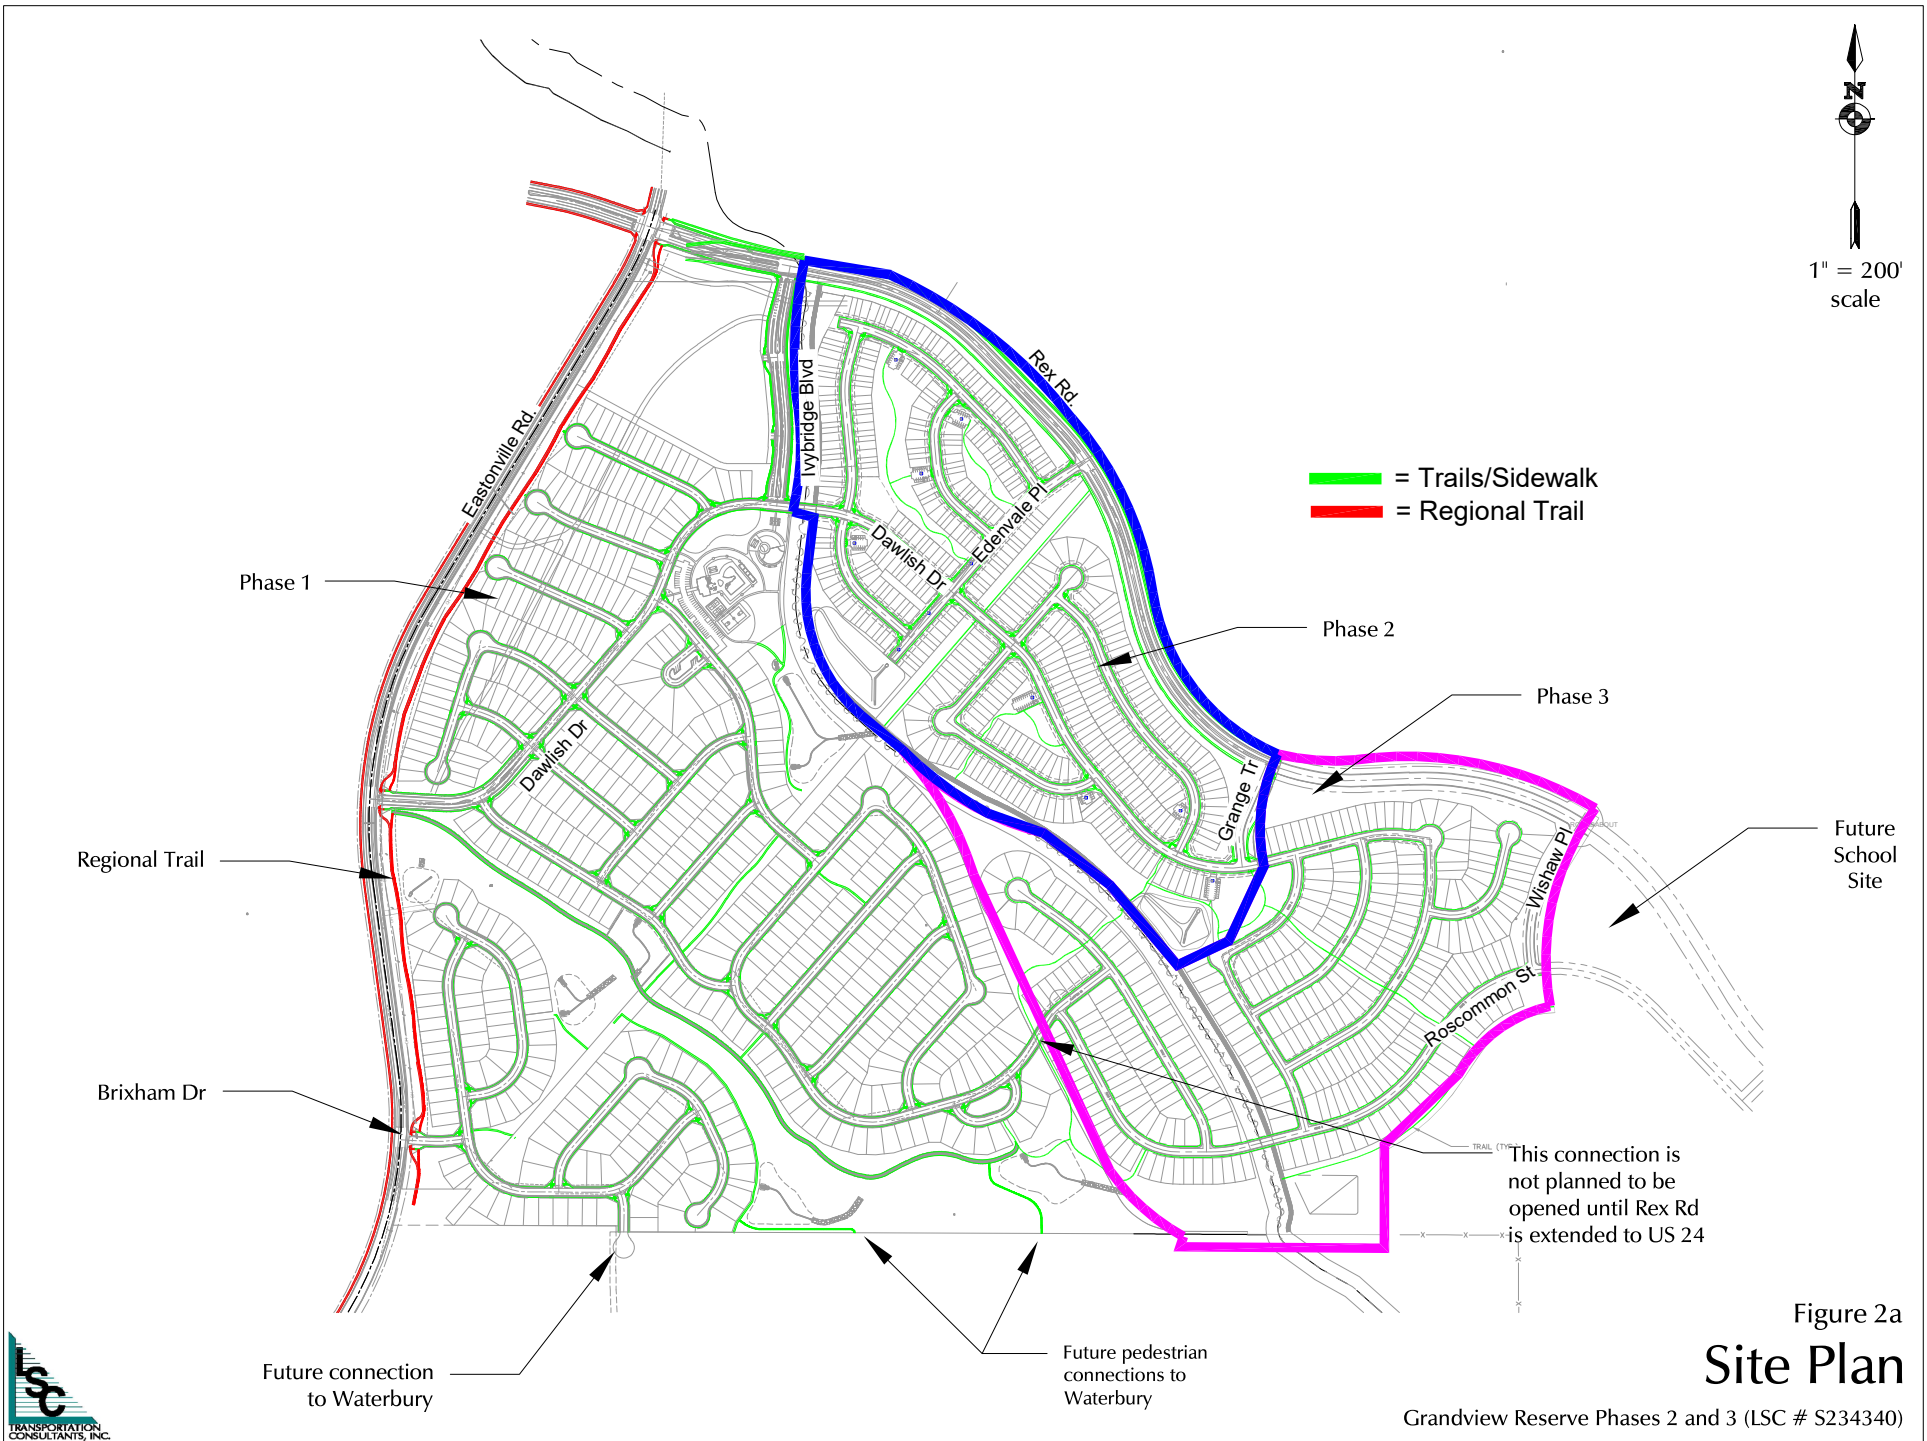 N
1" = 200'
scale
Rex Rd.
Ivybridge Blvd
Eastonville Rd.
= Trails/Sidewalk
= Regional Trail
Edenvale Pl
Dawlish Dr
Phase 1
Phase 2
Phase 3
Dawlish Dr
Grange Tr
Wishaw Pl
Future
School
Site
Regional Trail
Roscommon St
Brixham Dr
This connection is
not planned to be
opened until Rex Rd
is extended to US 24
Future connection
to Waterbury
Future pedestrian
connections to
Waterbury
Figure 2a
Site Plan
Grandview Reserve Phases 2 and 3 (LSC # S234340)
LSC
TRANSPORTATION
CONSULTANTS, INC.